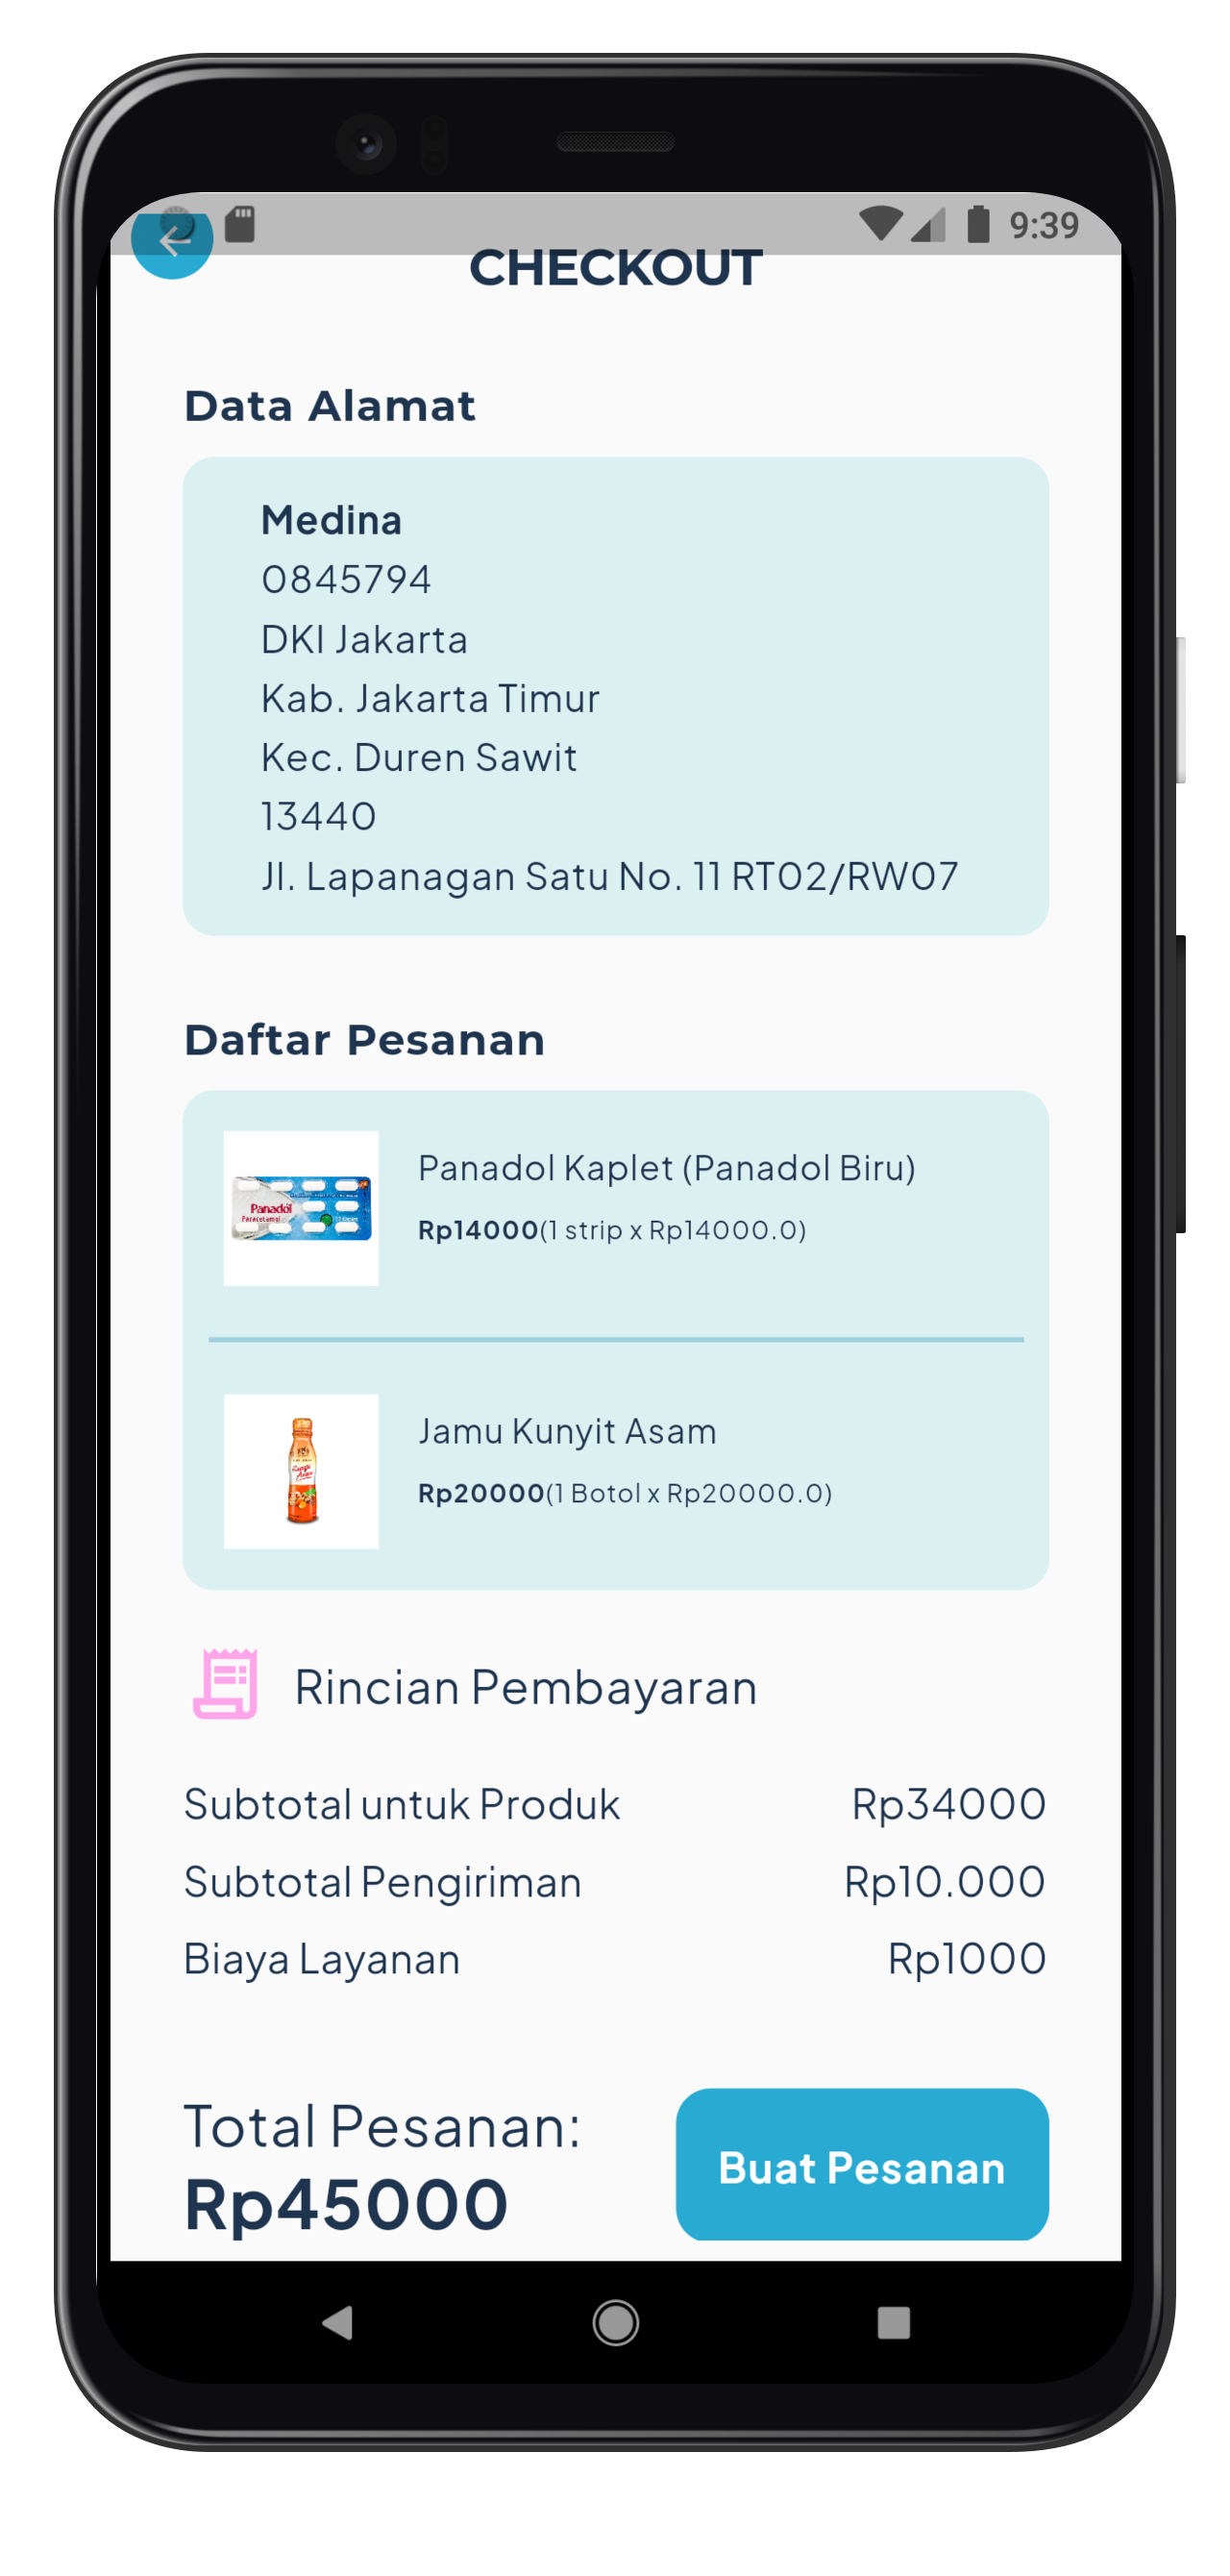 9:39
CHECKOUT
Data Alamat
Medina
0845794
DKI Jakarta
Kab. Jakarta Timur
Kec. Duren Sawit
13440
Jl. Lapanagan Satu No. 11 RT02/RW07
Daftar Pesanan
Panadol
Paracetamol
Panadol Kaplet (Panadol Biru)
Rp14000(1 strip x Rp14000.0)
Jamu Kunyit Asam
Rp20000(1 Botol x Rp20000.0)
Rincian Pembayaran
Subtotal untuk Produk Rp34000
Subtotal Pengiriman Rp10.000
Biaya Layanan Rp1000
Total Pesanan:
Rp45000
Buat Pesanan